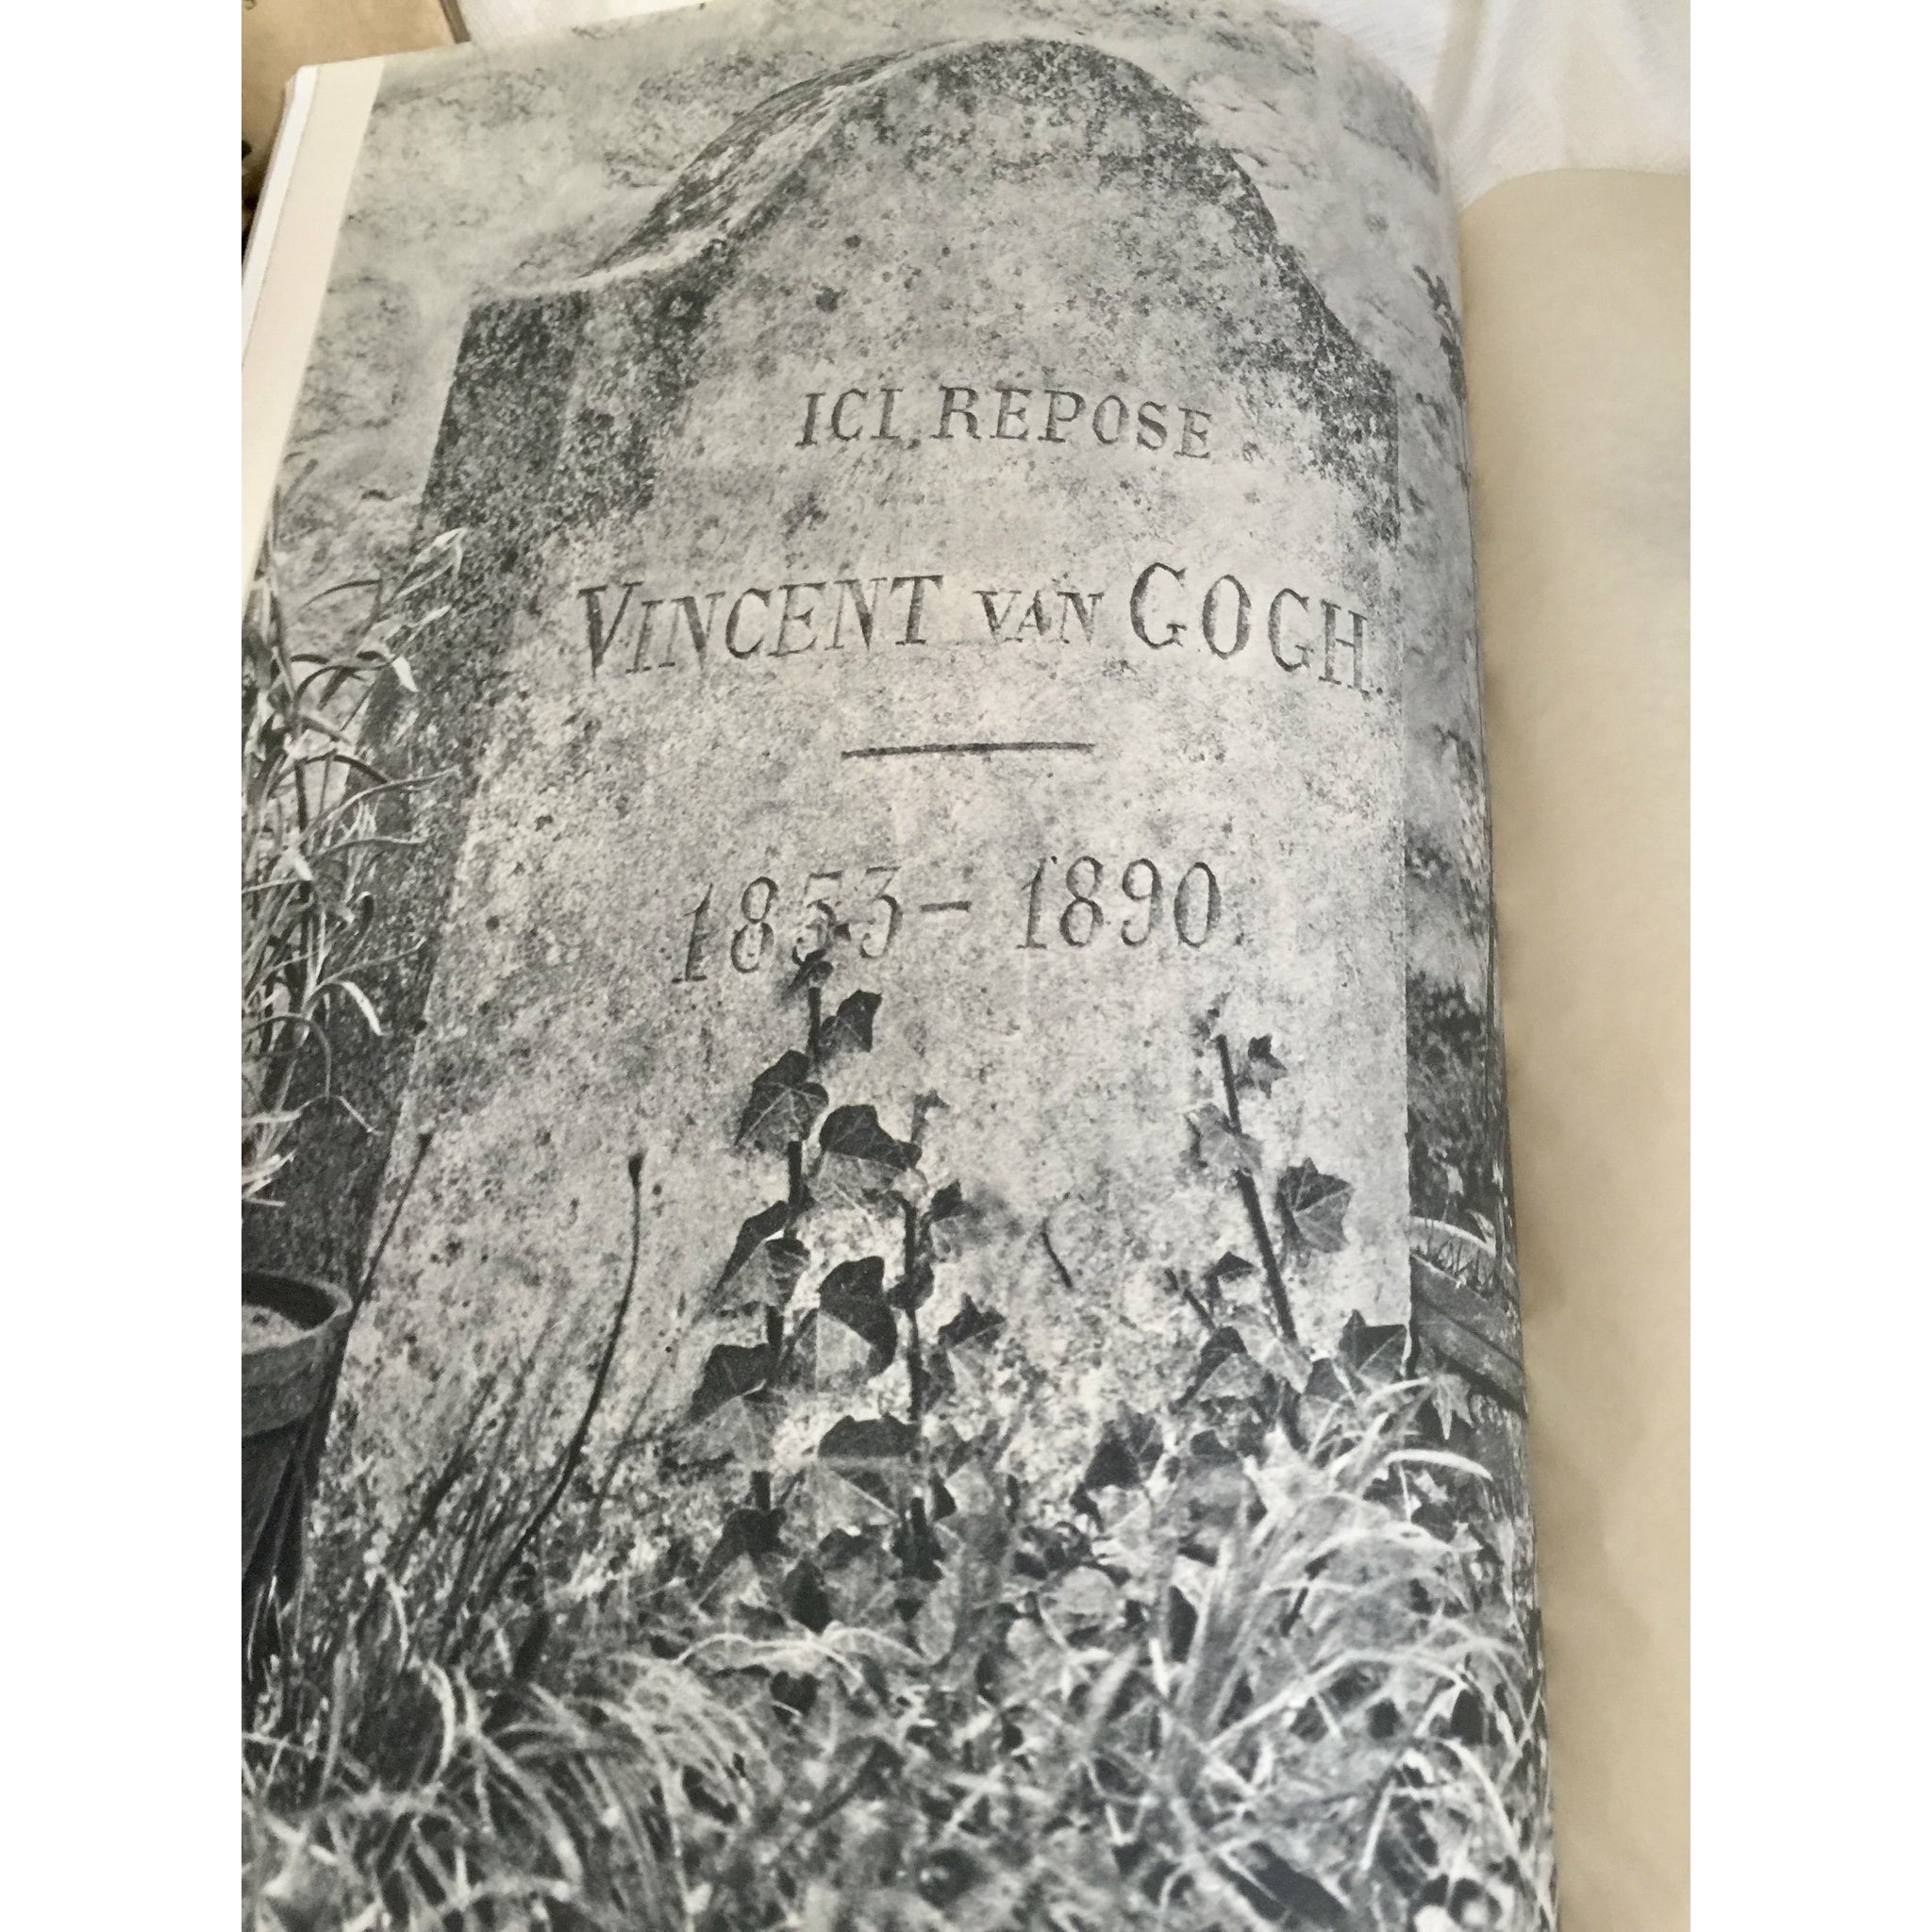 ICI REPOSE
VINCENT VAN GOGH.
1853 - 1890.